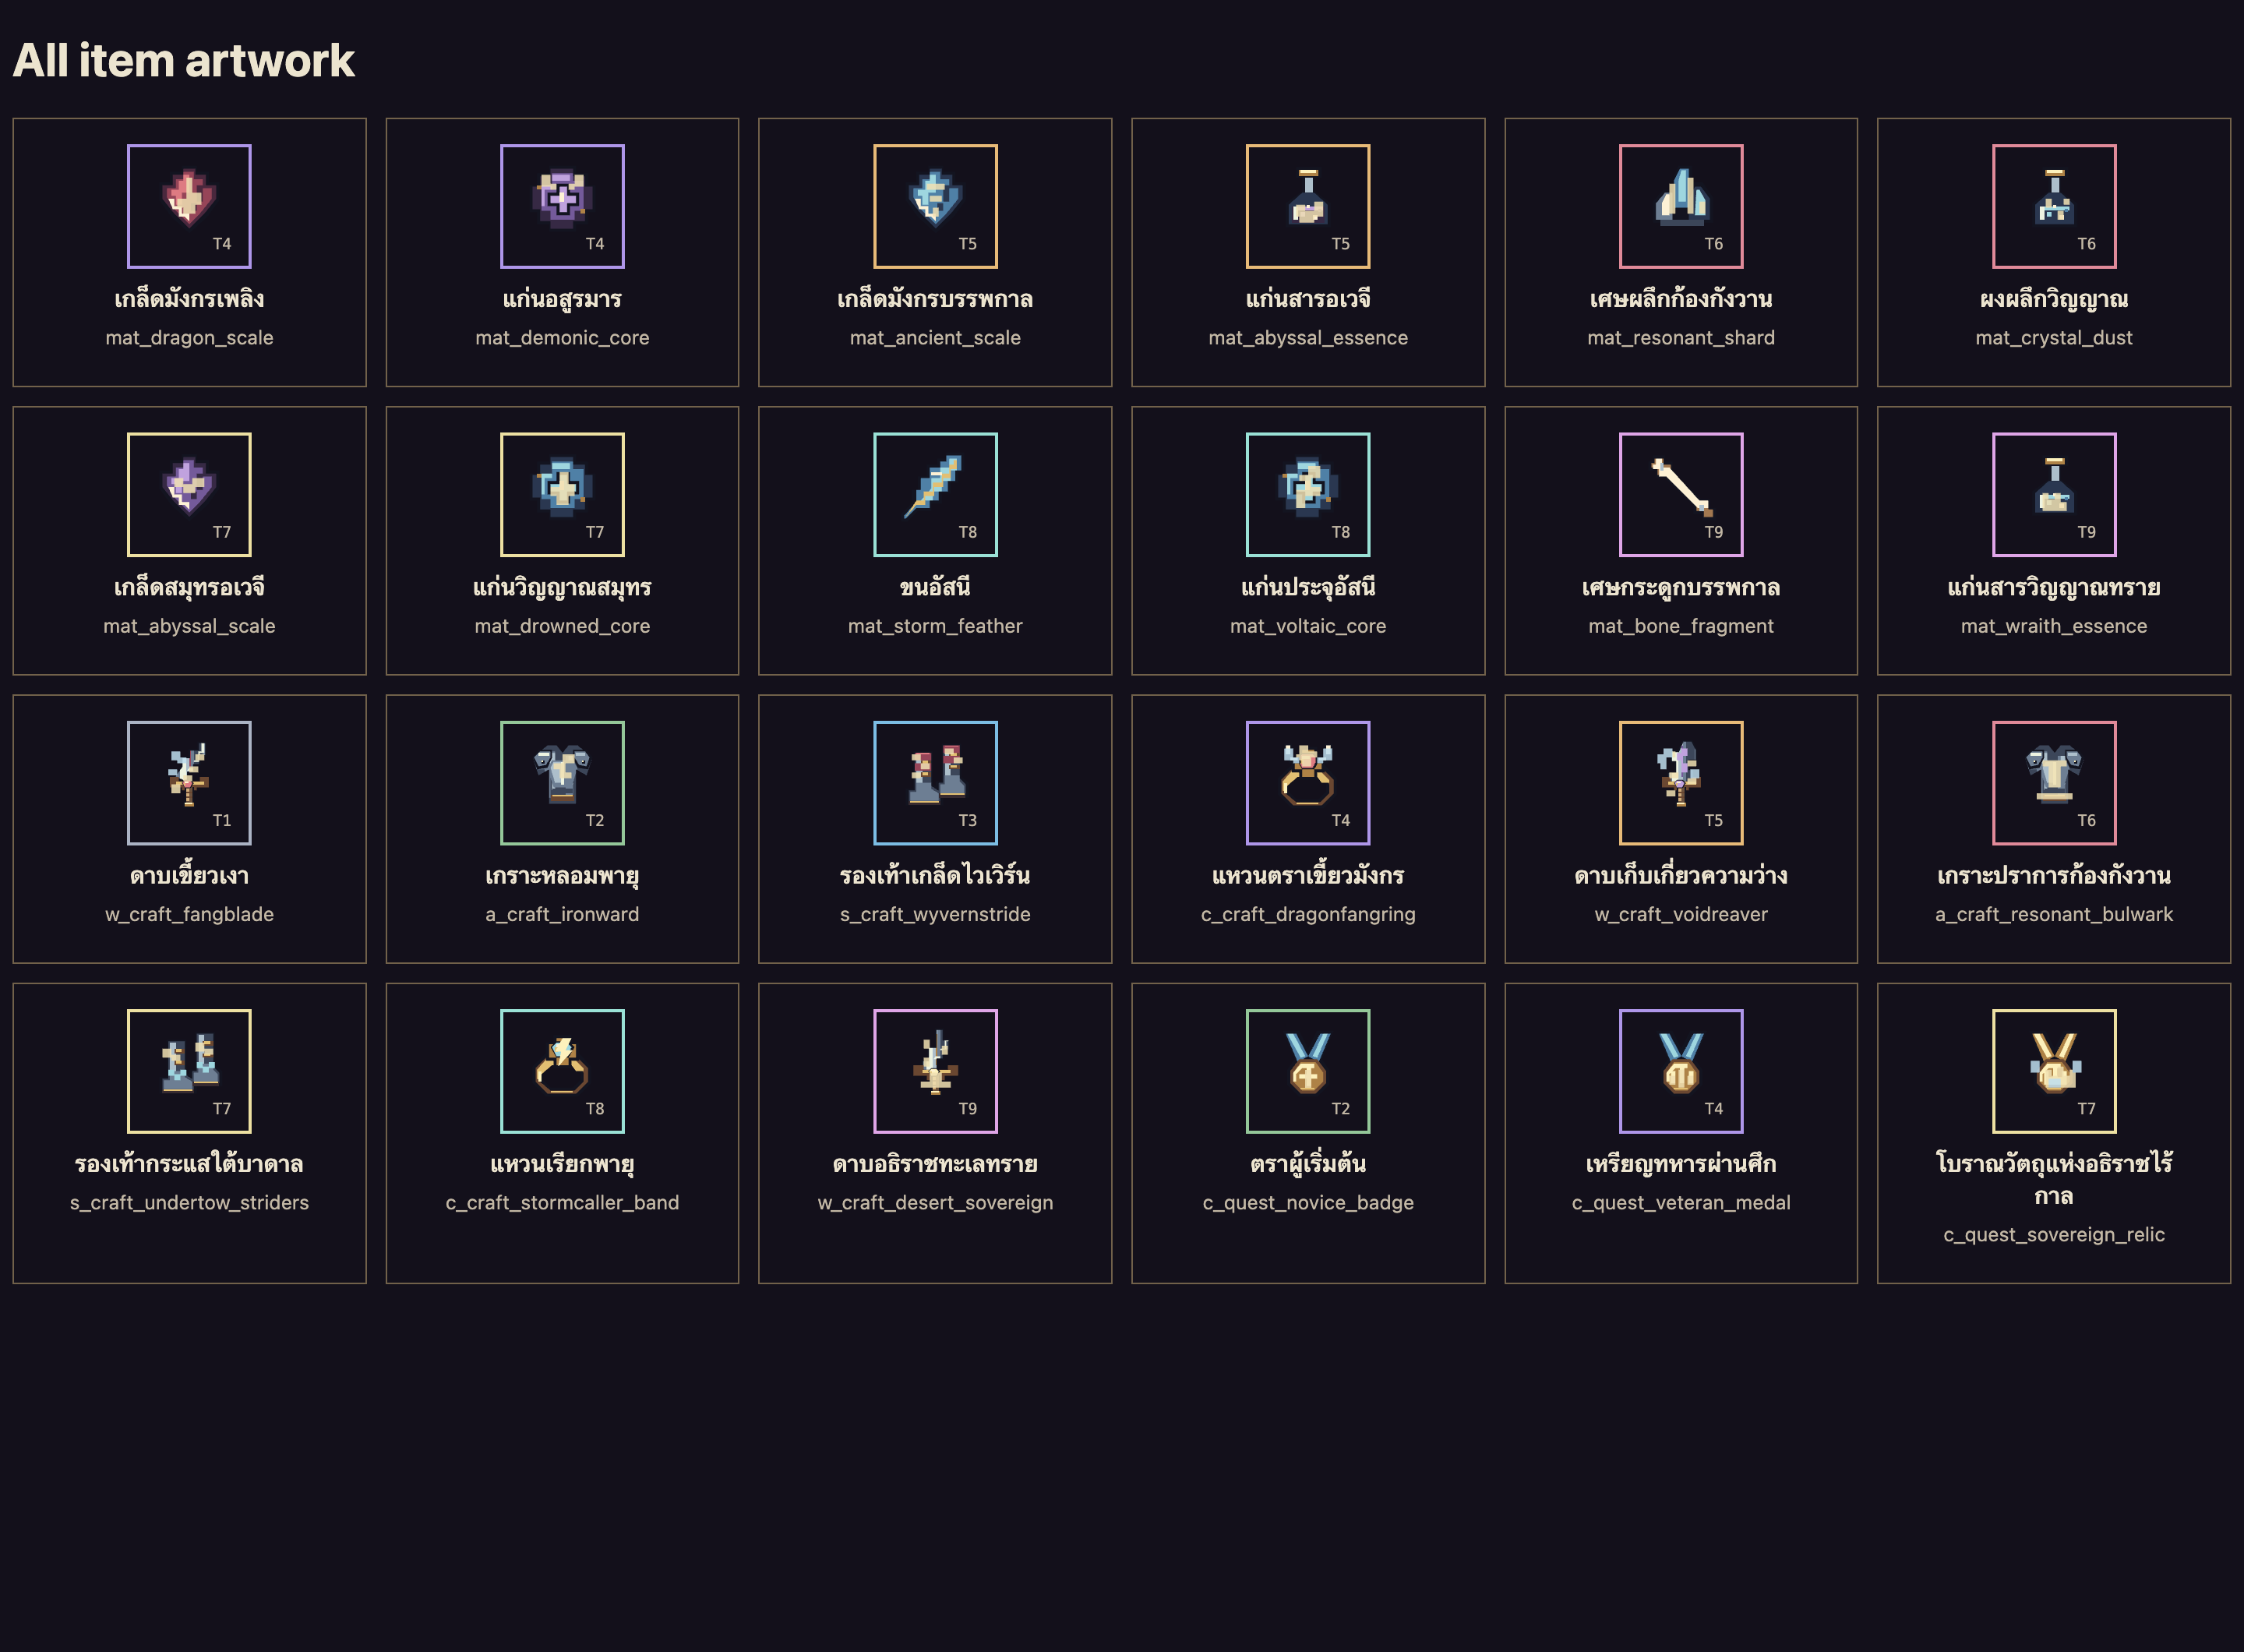 All item artwork
T4
เกล็ดมังกรเพลิง
mat_dragon_scale
T4
แก่นอสูรมาร
mat_demonic_core
T5
เกล็ดมังกรบรรพกาล
mat_ancient_scale
T5
แก่นสารอเวจี
mat_abyssal_essence
T6
เศษผลึกก้องกังวาน
mat_resonant_shard
T6
ผงผลึกวิญญาณ
mat_crystal_dust
T7
เกล็ดสมุทรอเวจี
mat_abyssal_scale
T7
แก่นวิญญาณสมุทร
mat_drowned_core
T8
ขนอัสนี
mat_storm_feather
T8
แก่นประจุอัสนี
mat_voltaic_core
T9
เศษกระดูกบรรพกาล
mat_bone_fragment
T9
แก่นสารวิญญาณทราย
mat_wraith_essence
T1
ดาบเขี้ยวเงา
w_craft_fangblade
T2
เกราะหลอมพายุ
a_craft_ironward
T3
รองเท้าเกล็ดไวเวิร์น
s_craft_wyvernstride
T4
แหวนตราเขี้ยวมังกร
c_craft_dragonfangring
T5
ดาบเก็บเกี่ยวความว่าง
w_craft_voidreaver
T6
เกราะปราการก้องกังวาน
a_craft_resonant_bulwark
T7
รองเท้ากระแสใต้บาดาล
s_craft_undertow_striders
T8
แหวนเรียกพายุ
c_craft_stormcaller_band
T9
ดาบอธิราชทะเลทราย
w_craft_desert_sovereign
T2
ตราผู้เริ่มต้น
c_quest_novice_badge
T4
เหรียญทหารผ่านศึก
c_quest_veteran_medal
T7
โบราณวัตถุแห่งอธิราชไร้
กาล
c_quest_sovereign_relic